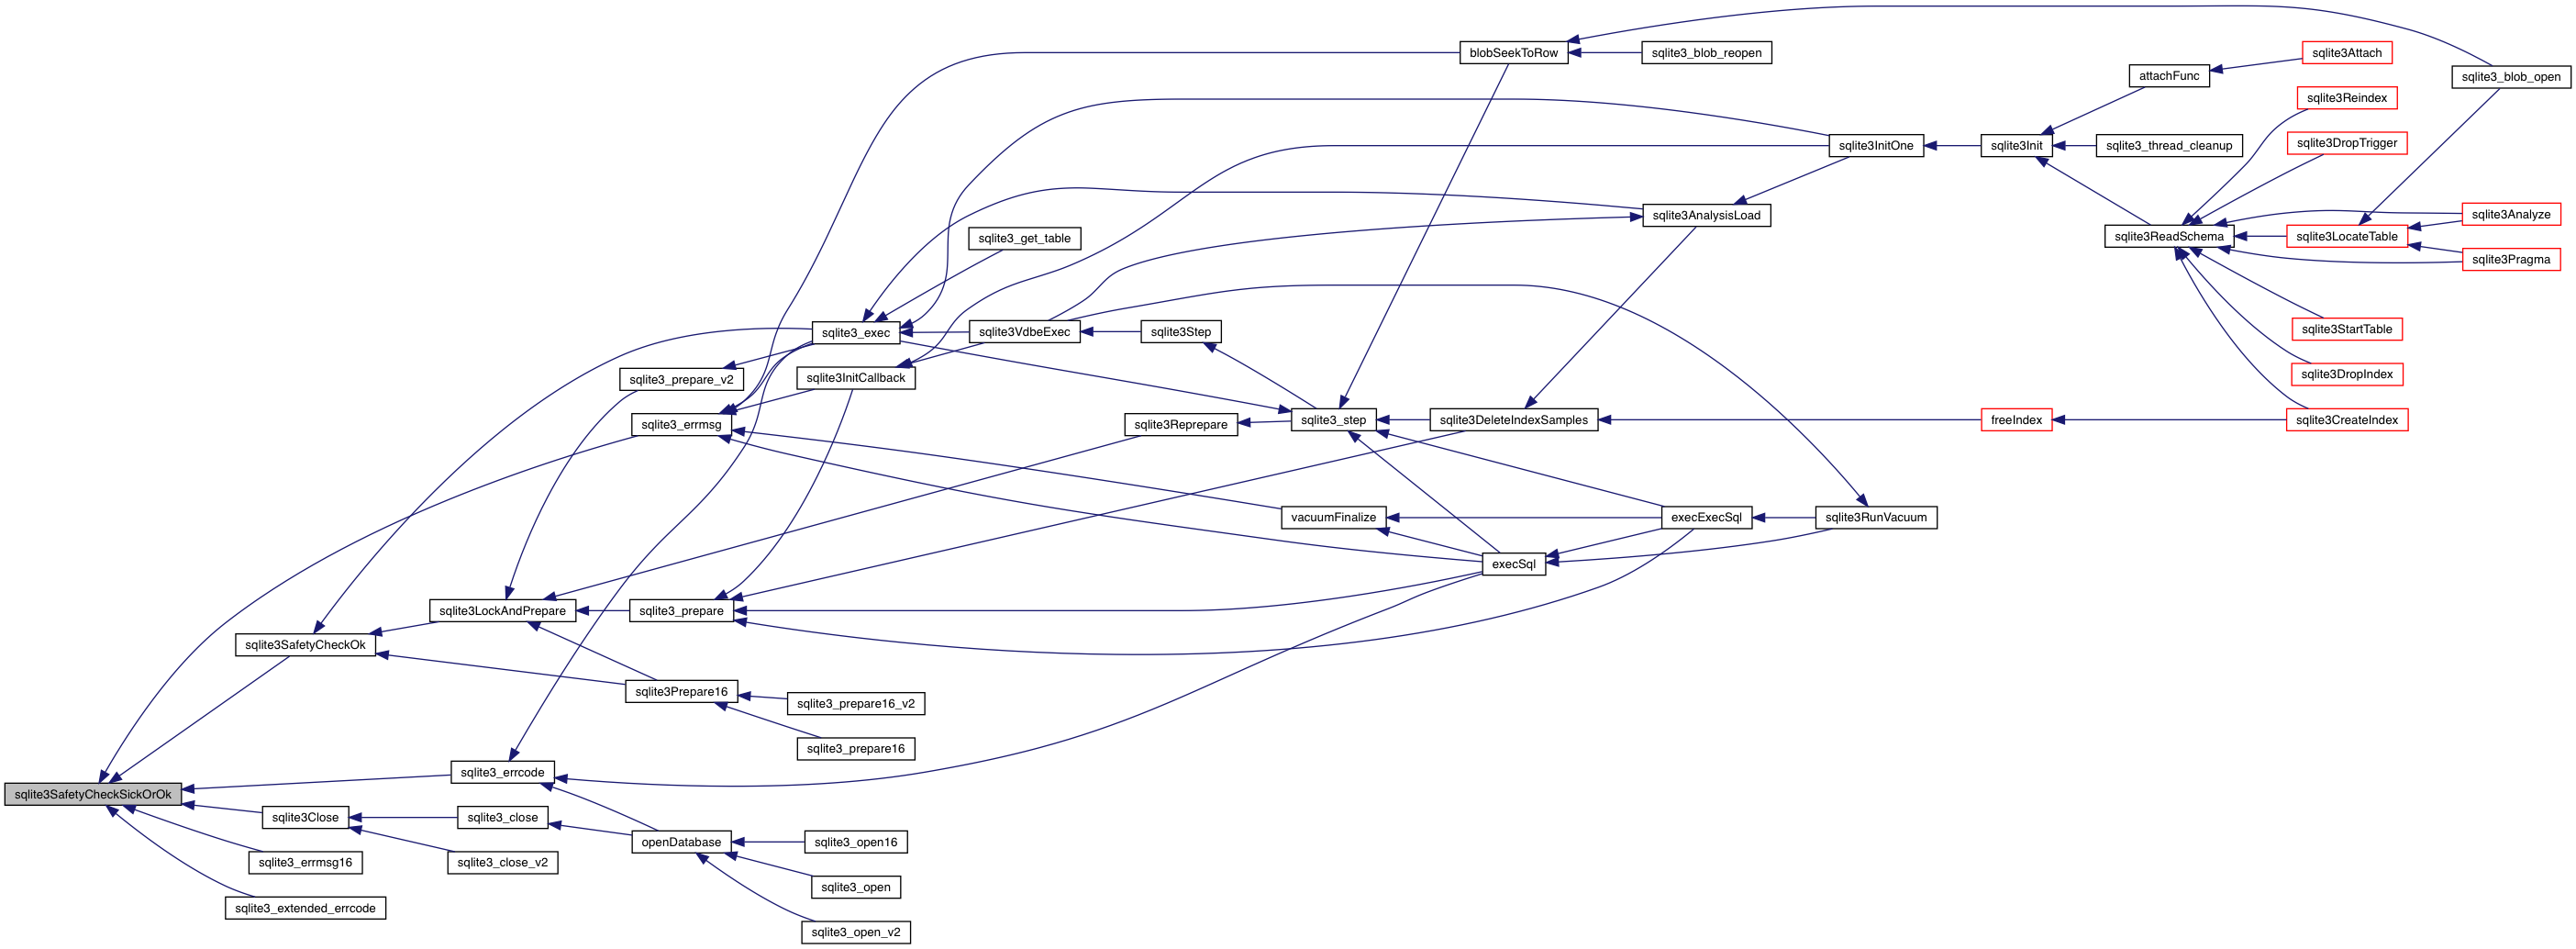 blobSeekToRow
sqlite3_blob_reopen
sqlite3Attach
attachFunc
sqlite3_blob_open
sqlite3Reindex
sqlite3InitOne
sqlite3Init
sqlite3_thread_cleanup
sqlite3DropTrigger
sqlite3AnalysisLoad
sqlite3Analyze
sqlite3_get_table
sqlite3ReadSchema
sqlite3LocateTable
sqlite3Pragma
sqlite3_exec
sqlite3VdbeExec
sqlite3Step
sqlite3StartTable
sqlite3_prepare_v2
sqlite3InitCallback
sqlite3DropIndex
sqlite3_errmsg
sqlite3Reprepare
sqlite3_step
sqlite3DeleteIndexSamples
freeIndex
sqlite3CreateIndex
vacuumFinalize
execExecSql
sqlite3RunVacuum
execSql
sqlite3LockAndPrepare
sqlite3_prepare
sqlite3SafetyCheckOk
sqlite3Prepare16
sqlite3_prepare16_v2
sqlite3_prepare16
sqlite3_errcode
sqlite3SafetyCheckSickOrOk
sqlite3Close
sqlite3_close
openDatabase
sqlite3_open16
sqlite3_errmsg16
sqlite3_close_v2
sqlite3_open
sqlite3_extended_errcode
sqlite3_open_v2